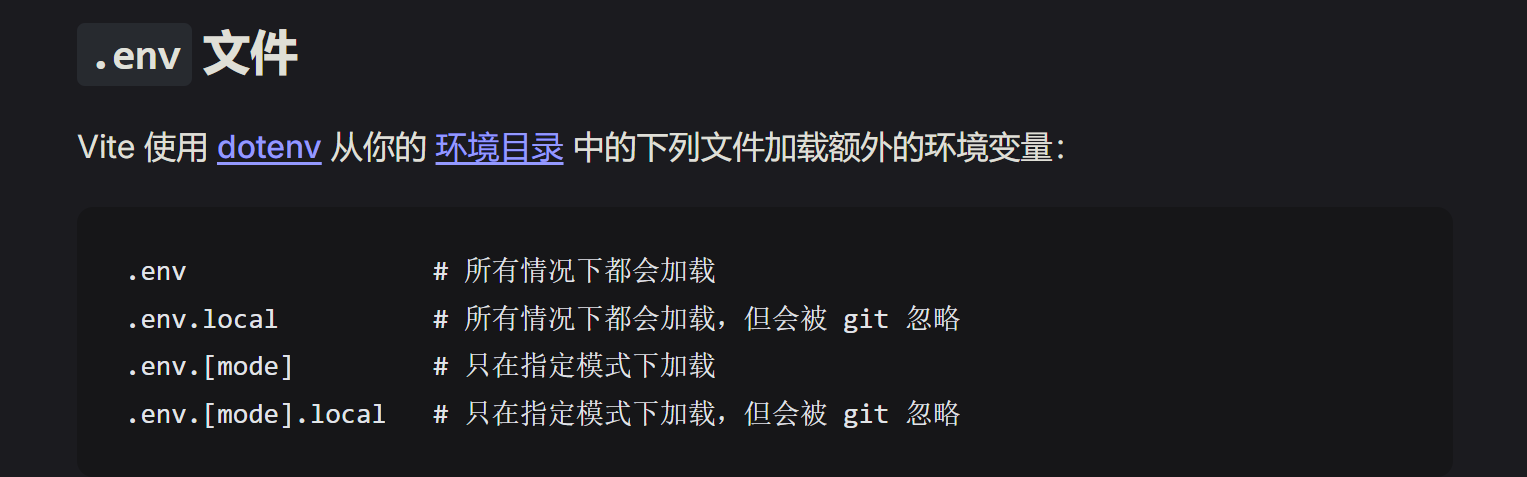 .env 文件
Vite 使用 dotenv 从你的 环境目录 中的下列文件加载额外的环境变量：
.env                # 所有情况下都会加载
.env.local          # 所有情况下都会加载，但会被 git 忽略
.env.[mode]         # 只在指定模式下加载
.env.[mode].local   # 只在指定模式下加载，但会被 git 忽略